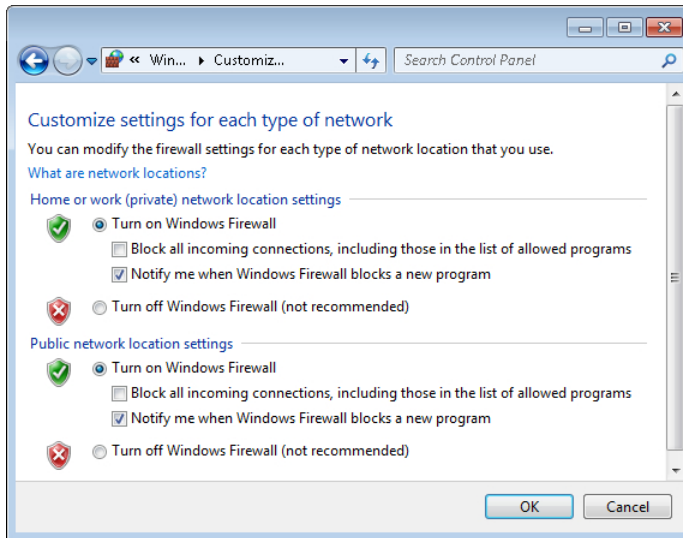 « Win... Customiz... Search Control Panel
Customize settings for each type of network
You can modify the firewall settings for each type of network location that you use.
What are network locations?
Home or work (private) network location settings
Turn on Windows Firewall
Block all incoming connections, including those in the list of allowed programs
Notify me when Windows Firewall blocks a new program
Turn off Windows Firewall (not recommended)
Public network location settings
Turn on Windows Firewall
Block all incoming connections, including those in the list of allowed programs
Notify me when Windows Firewall blocks a new program
Turn off Windows Firewall (not recommended)
OK Cancel